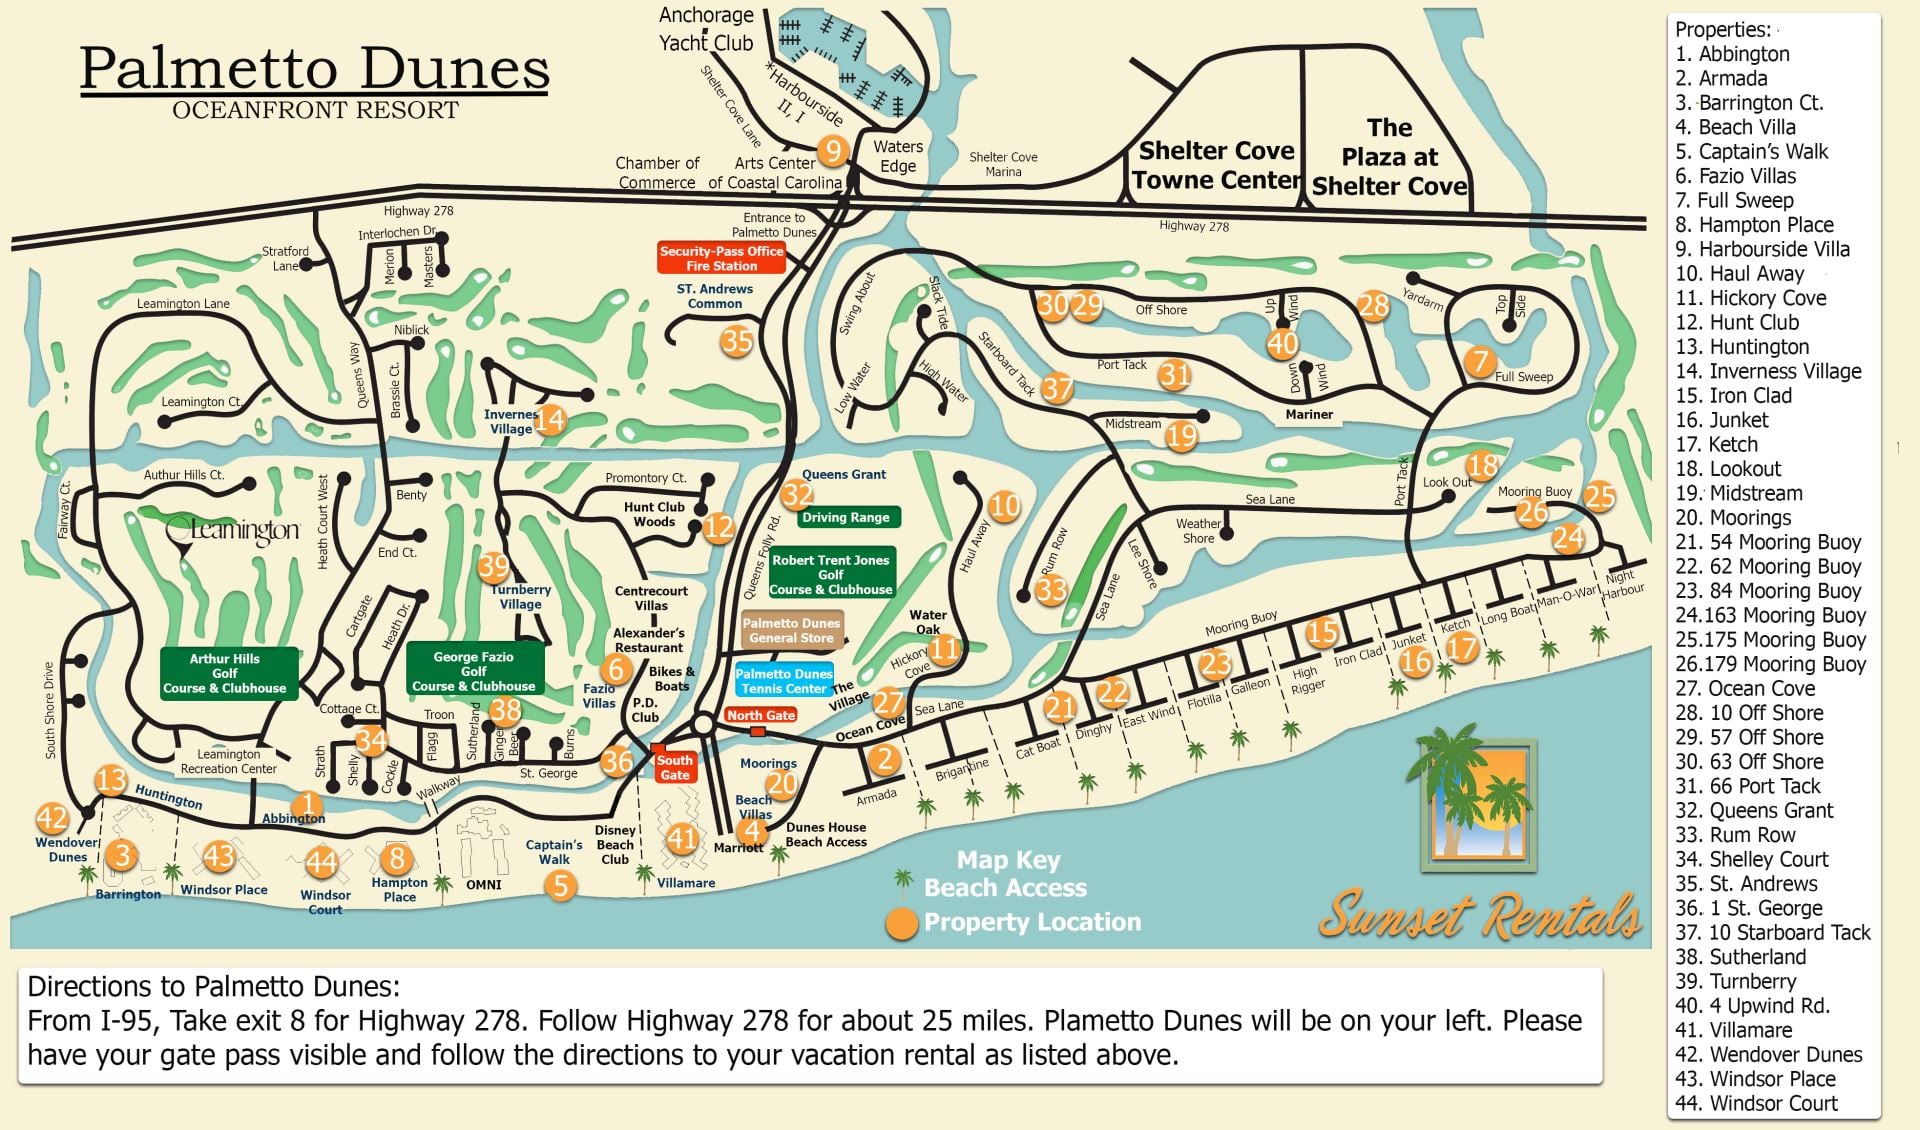 Palmetto Dunes
OCEANFRONT RESORT
Anchorage
Yacht Club
Shelter Cove Lane
*Harbourside
II, I
9
Waters
Edge
Chamber of
Commerce
Arts Center
of Coastal Carolina
Shelter Cove
Marina
Shelter Cove
Towne Center
The
Plaza at
Shelter Cove
Highway 278
Highway 278
Entrance to
Palmetto Dunes
Security-Pass Office
Fire Station
ST. Andrews
Common
35
Stratford
Lane
Interlochen Dr.
Merion
Masters
Leamington Lane
Niblick
Queens Way
Brassie Ct.
Leamington Ct.
Invernes
Village
14
Swing About
Slack Tide
Low Water
High Water
Starboard Tack
30
29
Off Shore
Up
Wind
28
Yardarm
Top
Side
40
7
Full Sweep
Port Tack
31
37
Down
Wind
Mariner
Midstream
19
Authur Hills Ct.
Fairway Ct.
Leamington
Heath Court West
Benty
End Ct.
Promontory Ct.
Hunt Club
Woods
12
Queens Grant
32
Driving Range
Queens Folly Rd.
Robert Trent Jones
Golf
Course & Clubhouse
10
Haul Away
Rum Row
33
Lee Shore
Sea Lane
Weather
Shore
Sea Lane
Port Tack
Look Out
18
Mooring Buoy
25
26
24
39
Turnberry
Village
Centrecourt
Villas
Alexander's
Restaurant
6
Fazio
Villas
Bikes &
Boats
P.D.
Club
Palmetto Dunes
General Store
Palmetto Dunes
Tennis Center
Water
Oak
11
Hickory
Cove
The
Village
27
Ocean Cove
Sea Lane
Cartgate
Heath Dr.
Arthur Hills
Golf
Course & Clubhouse
George Fazio
Golf
Course & Clubhouse
South Shore Drive
Cottage Ct.
34
Troon
Flagg
Sutherland
38
Ginger
Beer
Burns
St. George
36
Strath
Shelly
Cockle
Walkway
Leamington
Recreation Center
North Gate
South
Gate
Moorings
20
Beach
Villas
4
Marriott
Dunes House
Beach Access
2
Armada
Brigantine
Cat Boat
21
Dinghy
22
East Wind
Flotilla
23
Galleon
Mooring Buoy
High
Rigger
15
Iron Clad
Junket
16
Ketch
17
Long Boat
Man-O-War
Night
Harbour
13
Huntington
1
Abbington
42
Wendover
Dunes
3
Barrington
43
Windsor Place
44
Windsor
Court
8
Hampton
Place
OMNI
Captain's
Walk
5
Disney
Beach
Club
41
Villamare
Map Key
Beach Access
Property Location
Sunset Rentals
Properties:
1. Abbington
2. Armada
3. Barrington Ct.
4. Beach Villa
5. Captain's Walk
6. Fazio Villas
7. Full Sweep
8. Hampton Place
9. Harbourside Villa
10. Haul Away
11. Hickory Cove
12. Hunt Club
13. Huntington
14. Inverness Village
15. Iron Clad
16. Junket
17. Ketch
18. Lookout
19. Midstream
20. Moorings
21. 54 Mooring Buoy
22. 62 Mooring Buoy
23. 84 Mooring Buoy
24.163 Mooring Buoy
25.175 Mooring Buoy
26.179 Mooring Buoy
27. Ocean Cove
28. 10 Off Shore
29. 57 Off Shore
30. 63 Off Shore
31. 66 Port Tack
32. Queens Grant
33. Rum Row
34. Shelley Court
35. St. Andrews
36. 1 St. George
37. 10 Starboard Tack
38. Sutherland
39. Turnberry
40. 4 Upwind Rd.
41. Villamare
42. Wendover Dunes
43. Windsor Place
44. Windsor Court
Directions to Palmetto Dunes:
From I-95, Take exit 8 for Highway 278. Follow Highway 278 for about 25 miles. Plametto Dunes will be on your left. Please
have your gate pass visible and follow the directions to your vacation rental as listed above.